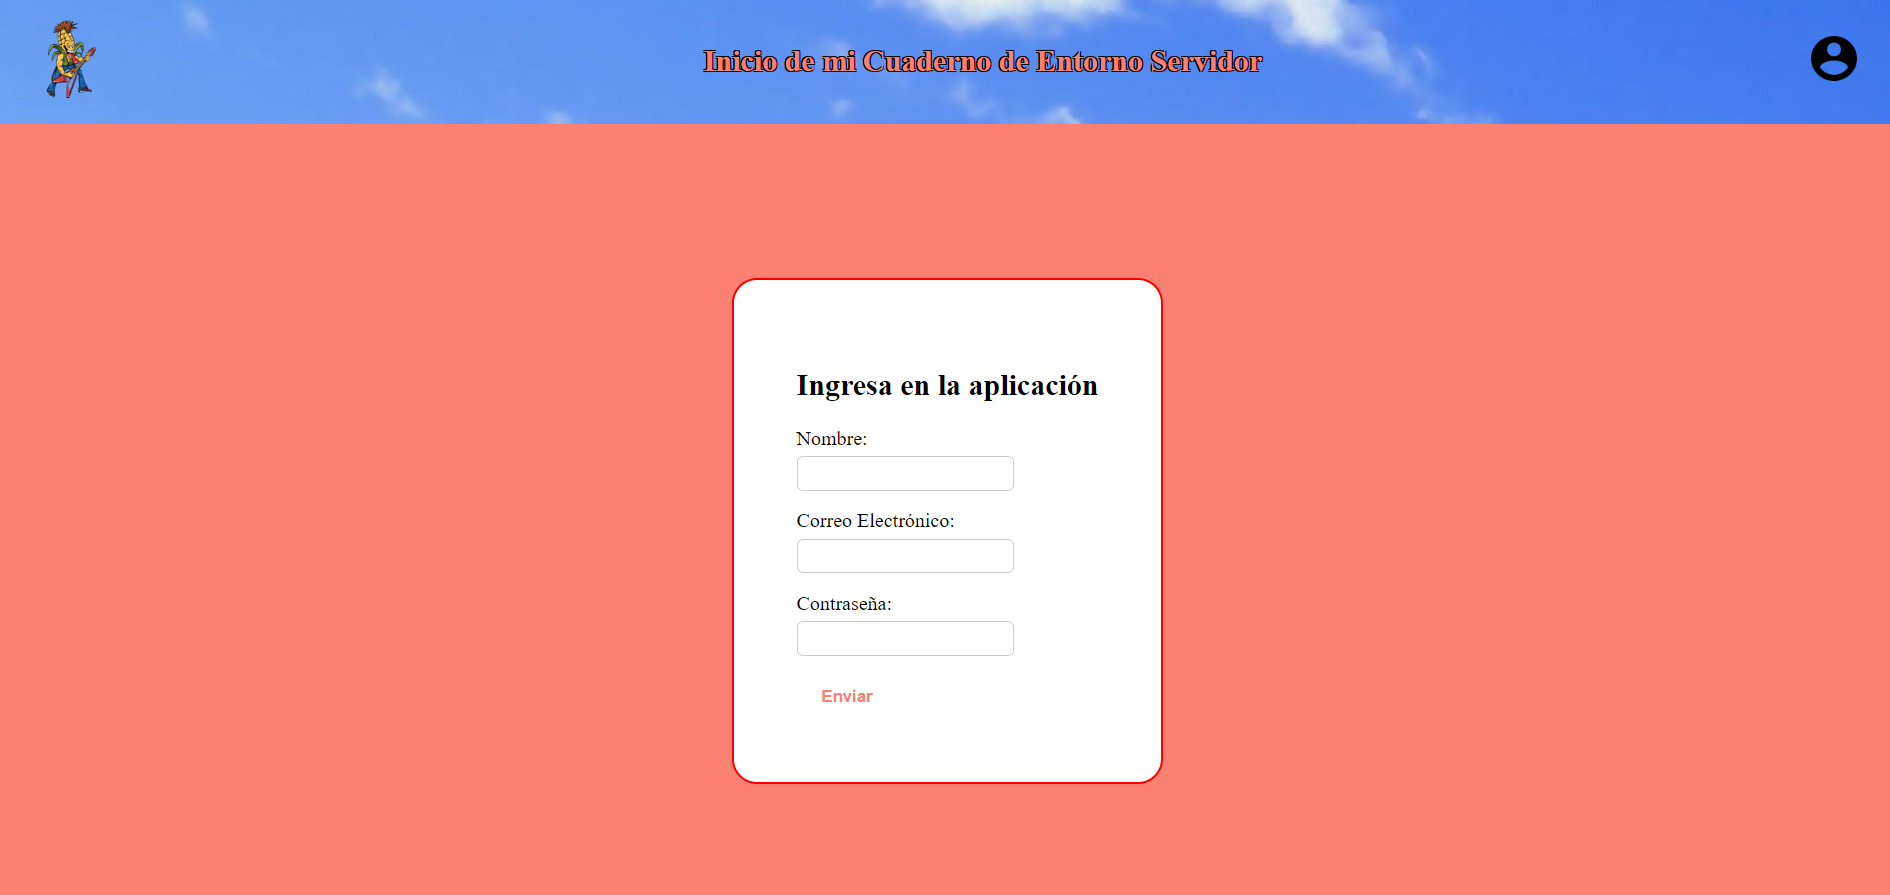 Inicio de mi Cuaderno de Entorno Servidor
Ingresa en la aplicación
Nombre:
Correo Electrónico:
Contraseña:
Enviar